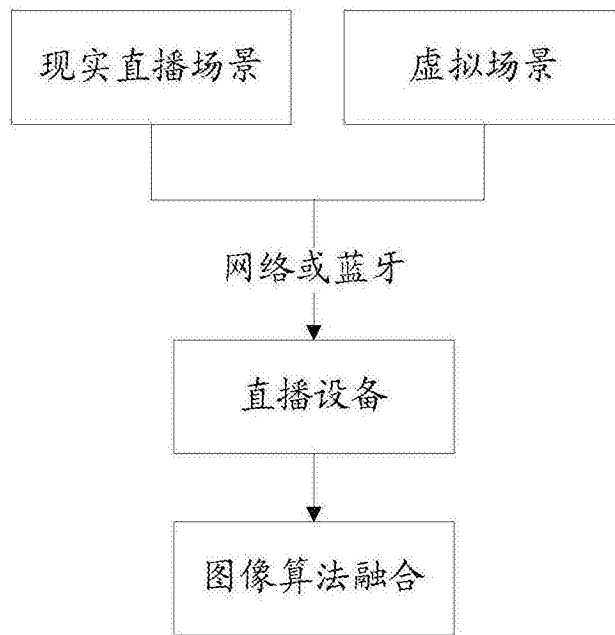 现实直播场景
虚拟场景
网络或蓝牙
直播设备
图像算法融合